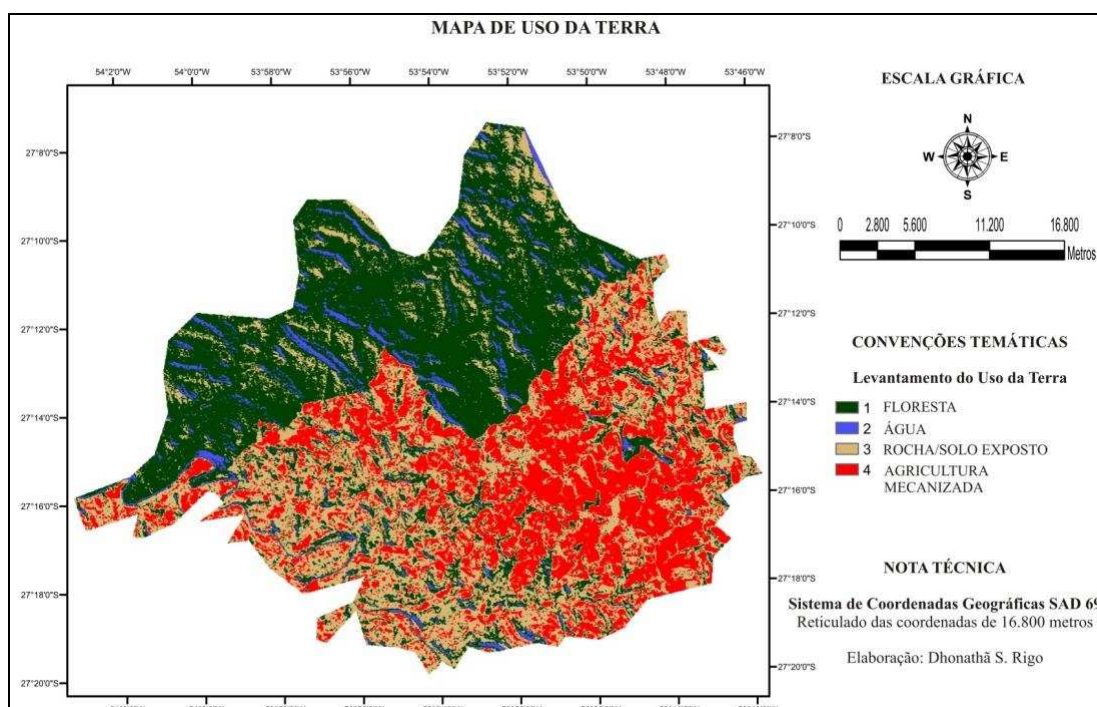 MAPA DE USO DA TERRA
54°2'0"W 54°0'0"W 53°58'0"W 53°56'0"W 53°54'0"W 53°52'0"W 53°50'0"W 53°48'0"W 53°46'0"W
27°8'0"S
27°10'0"S
27°12'0"S
27°14'0"S
27°16'0"S
27°18'0"S
27°20'0"S
27°8'0"S
27°10'0"S
27°12'0"S
27°14'0"S
27°16'0"S
27°18'0"S
27°20'0"S
ESCALA GRÁFICA
N
W E
S
0 2.800 5.600 11.200 16.800
Metros
CONVENÇÕES TEMÁTICAS
Levantamento do Uso da Terra
1 FLORESTA
2 ÁGUA
3 ROCHA/SOLO EXPOSTO
4 AGRICULTURA
MECANIZADA
NOTA TÉCNICA
Sistema de Coordenadas Geográficas SAD 69
Reticulado das coordenadas de 16.800 metros
Elaboração: Dhonathã S. Rigo